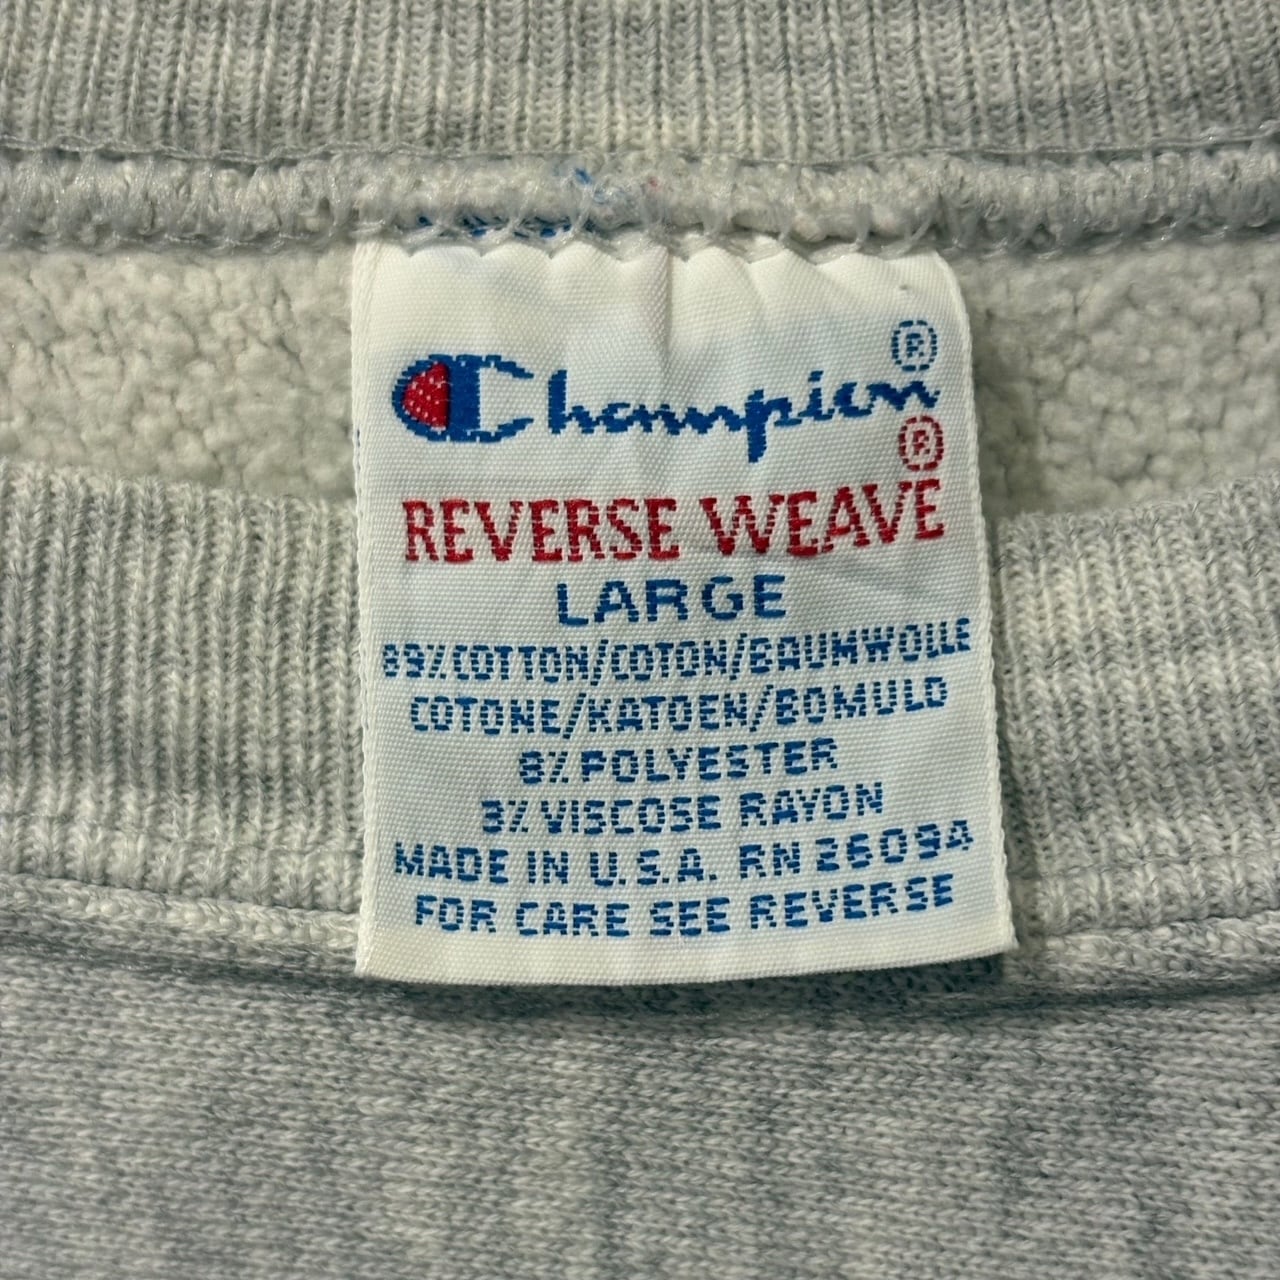 Champion®
REVERSE WEAVE®
LARGE
89% COTTON/COTON/BAUMWOLLE
COTONE/KATOEN/BOMULD
8% POLYESTER
3% VISCOSE RAYON
MADE IN U.S.A. RN 26094
FOR CARE SEE REVERSE